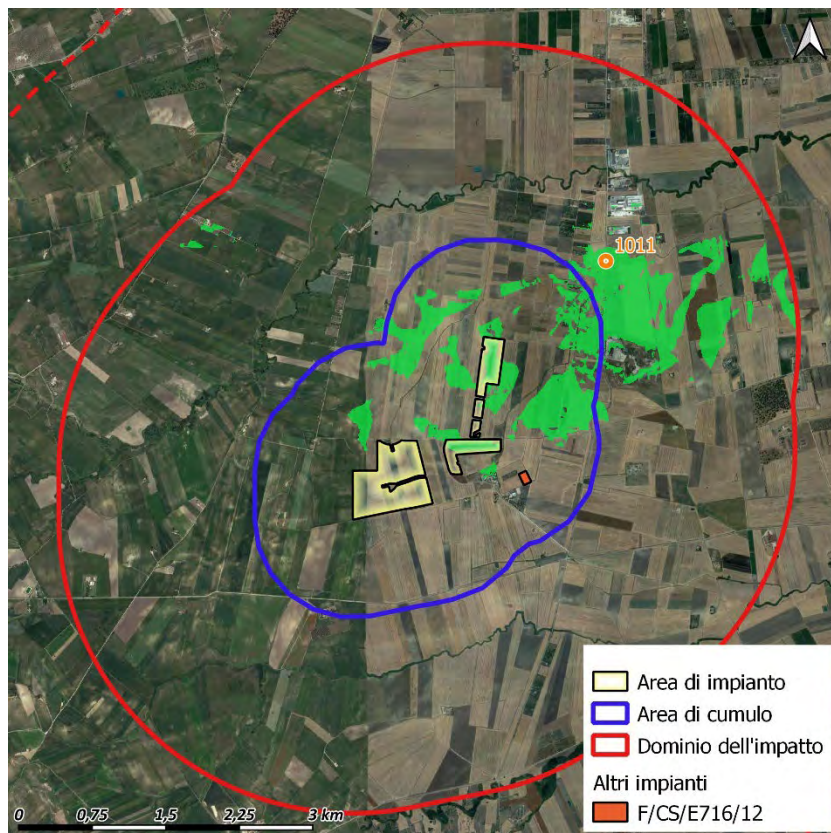 1011
Area di impianto
Area di cumulo
Dominio dell'impatto
Altri impianti
F/CS/E716/12
0 0,75 1,5 2,25 3 km